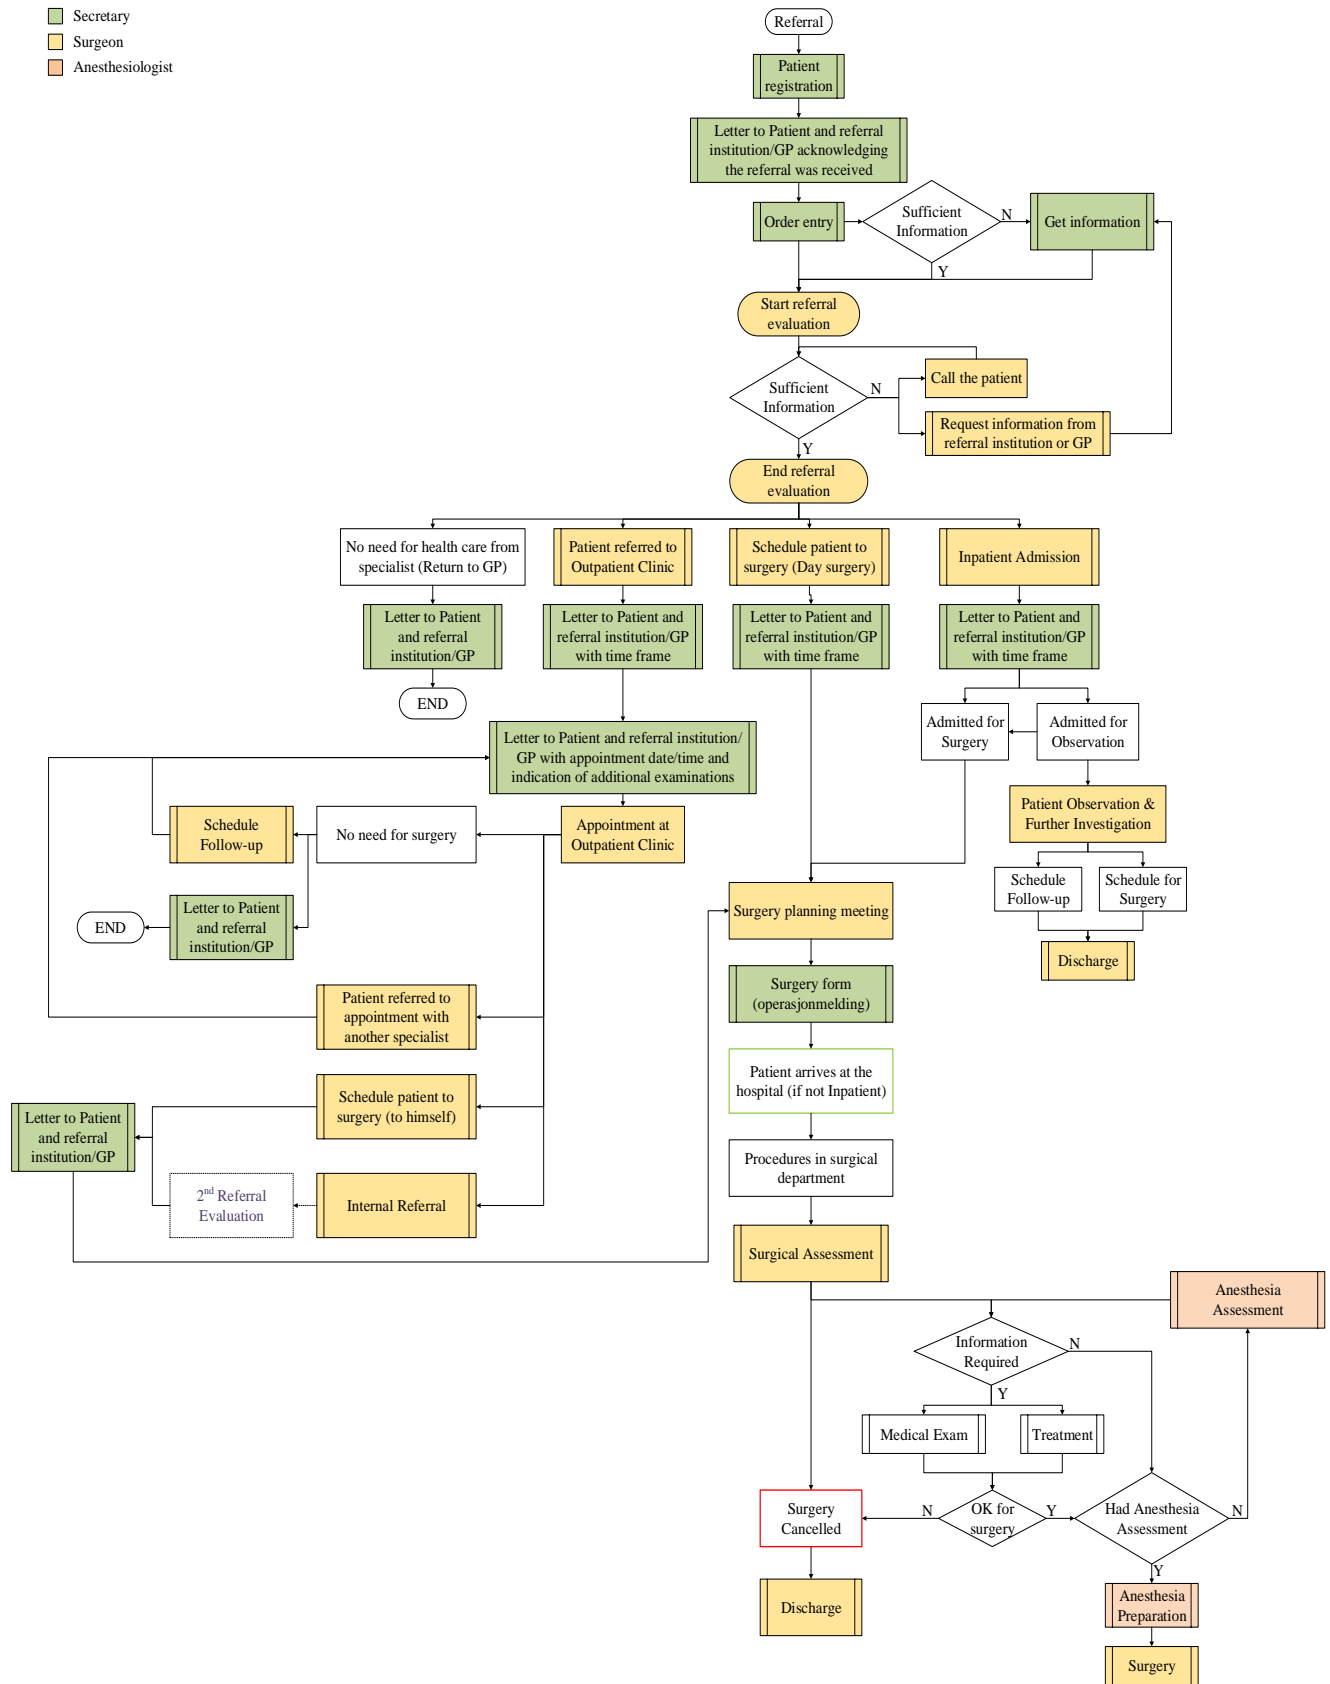 Secretary
Surgeon
Anesthesiologist
Referral
Patient
registration
Letter to Patient and referral
institution/GP acknowledging
the referral was received
Order entry
Sufficient
Information
N
Get information
Y
Start referral
evaluation
Sufficient
Information
N
Call the patient
Request information from
referral institution or GP
Y
End referral
evaluation
No need for health care from
specialist (Return to GP)
Patient referred to
Outpatient Clinic
Schedule patient to
surgery (Day surgery)
Inpatient Admission
Letter to Patient
and referral
institution/GP
Letter to Patient and
referral institution/GP
with time frame
Letter to Patient and
referral institution/GP
with time frame
Letter to Patient and
referral institution/GP
with time frame
END
Admitted for
Surgery
Admitted for
Observation
Letter to Patient and referral institution/
GP with appointment date/time and
indication of additional examinations
Patient Observation &
Further Investigation
Schedule
Follow-up
No need for surgery
Appointment at
Outpatient Clinic
Schedule
Follow-up
Schedule for
Surgery
END
Letter to Patient
and referral
institution/GP
Surgery planning meeting
Discharge
Surgery form
(operasjonmelding)
Patient referred to
appointment with
another specialist
Patient arrives at the
hospital (if not Inpatient)
Schedule patient to
surgery (to himself)
Letter to Patient
and referral
institution/GP
Procedures in surgical
department
2nd Referral
Evaluation
Internal Referral
Surgical Assessment
Anesthesia
Assessment
Information
Required
N
Y
Medical Exam
Treatment
Surgery
Cancelled
N
OK for
surgery
Y
Had Anesthesia
Assessment
N
Y
Discharge
Anesthesia
Preparation
Surgery